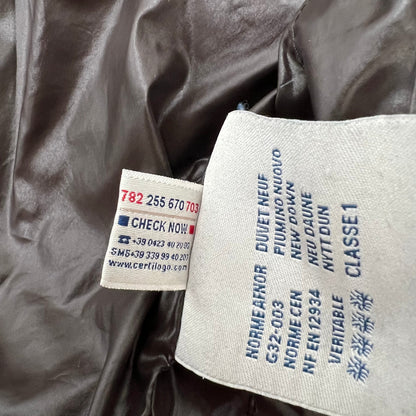 782 255 670 703
CHECK NOW
☎ +39 0423 40 20 00
SMS+39 339 99 40 207
www.certilogo.com
NORME AFNOR
G32-003
NORME CEN
NF EN 12934
VERITABLE
DUVET NEUF
PIUMINO NUOVO
NEW DOWN
NEU DAUNE
NYTT DUN
CLASSE 1